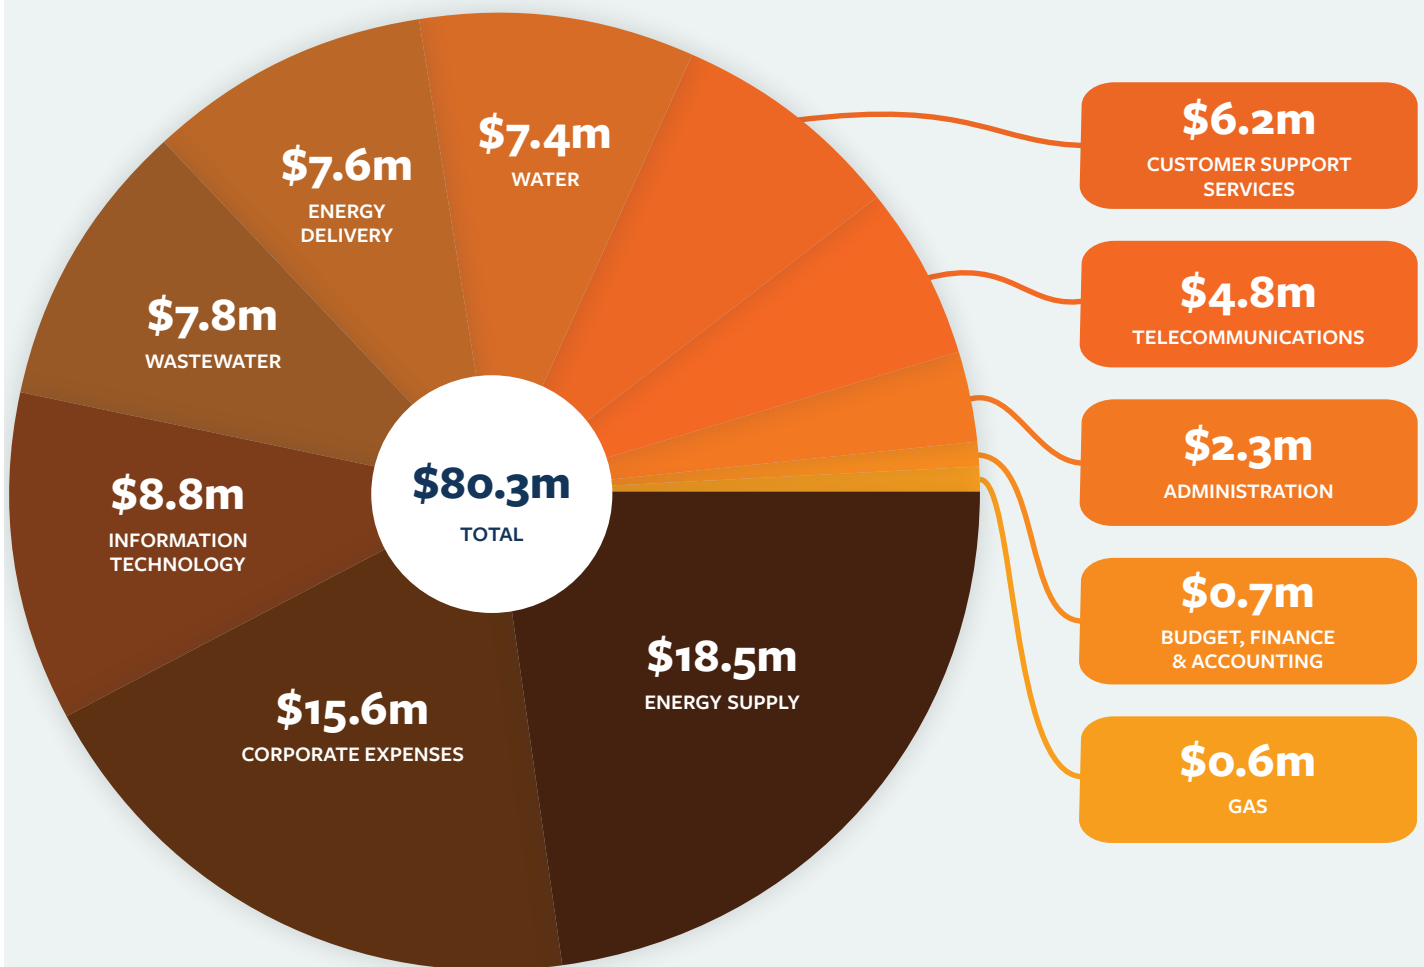 $7.4m
WATER
$7.6m
ENERGY
DELIVERY
$7.8m
WASTEWATER
$8.8m
INFORMATION
TECHNOLOGY
$15.6m
CORPORATE EXPENSES
$18.5m
ENERGY SUPPLY
$80.3m
TOTAL
$6.2m
CUSTOMER SUPPORT
SERVICES
$4.8m
TELECOMMUNICATIONS
$2.3m
ADMINISTRATION
$0.7m
BUDGET, FINANCE
& ACCOUNTING
$0.6m
GAS